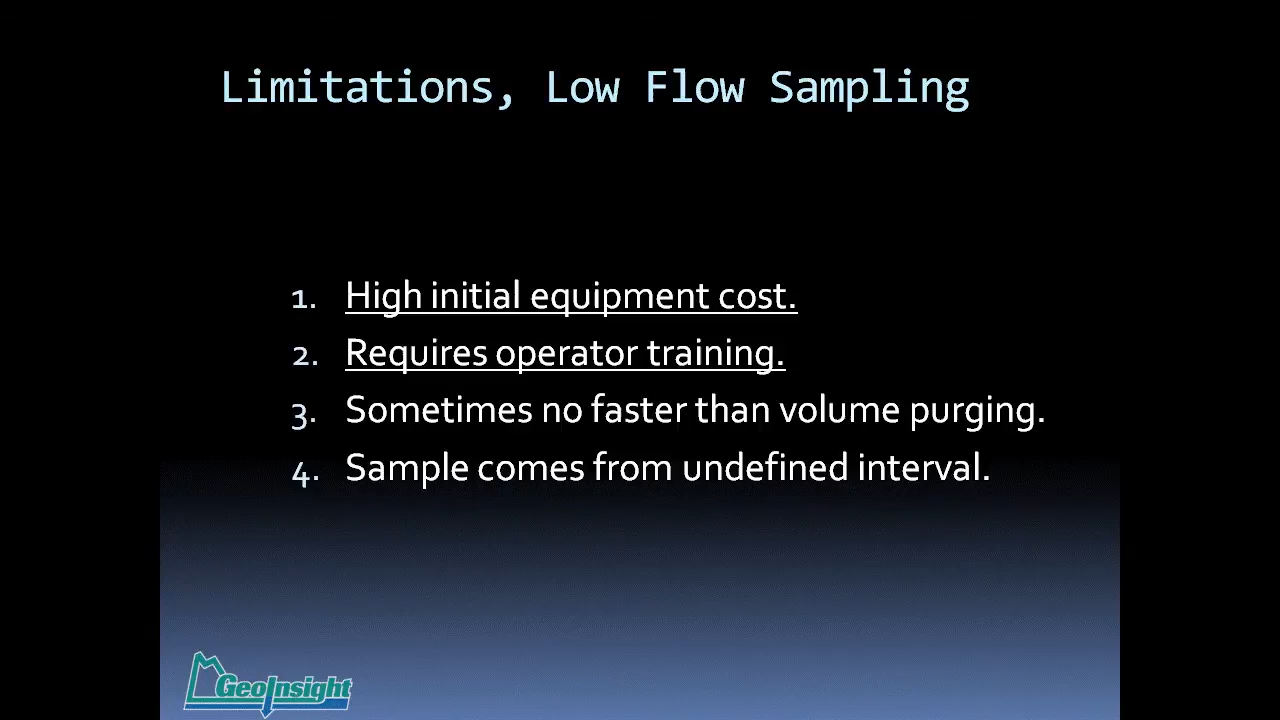 Limitations, Low Flow Sampling
1. High initial equipment cost.
2. Requires operator training.
3. Sometimes no faster than volume purging.
4. Sample comes from undefined interval.
GeoInsight